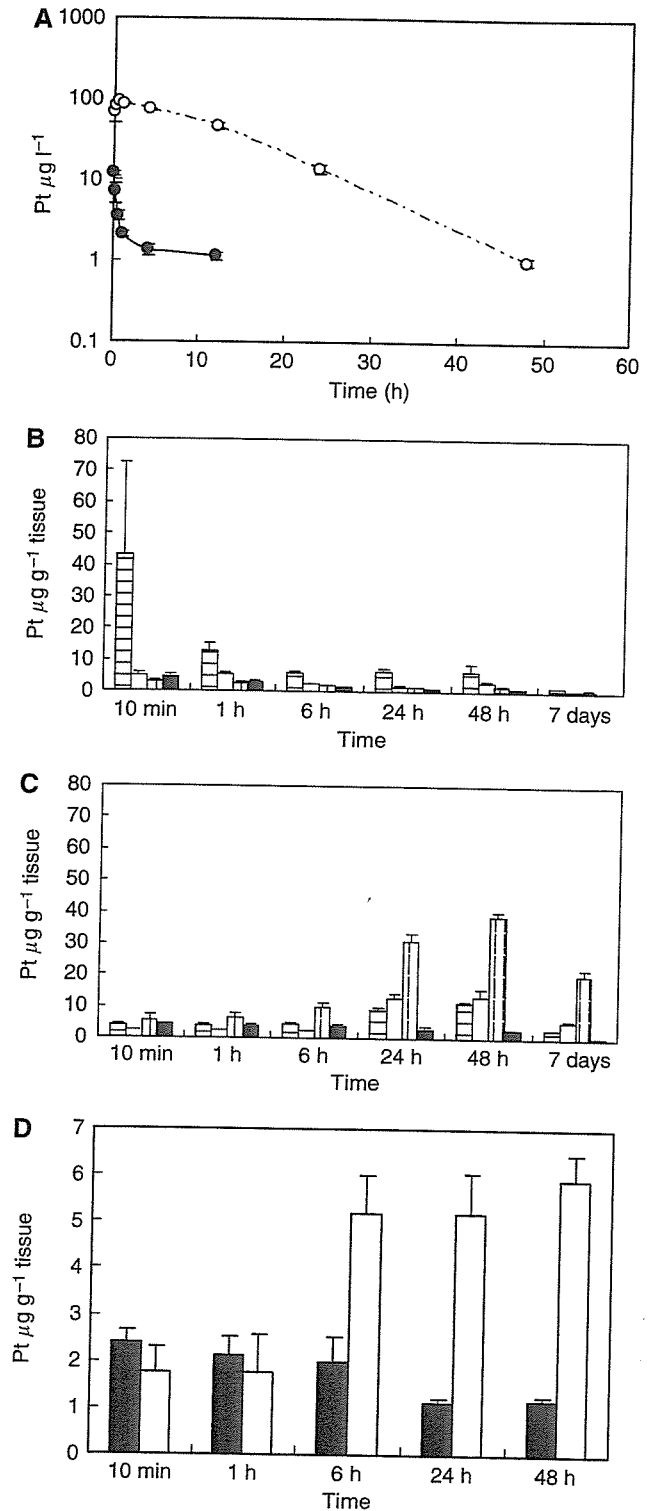 A
1000
100
10
1
0.1
Pt µg l⁻¹
0 10 20 30 40 50 60
Time (h)
B
80
70
60
50
40
30
20
10
0
Pt µg g⁻¹ tissue
10 min 1 h 6 h 24 h 48 h 7 days
Time
C
80
70
60
50
40
30
20
10
0
Pt µg g⁻¹ tissue
10 min 1 h 6 h 24 h 48 h 7 days
Time
D
7
6
5
4
3
2
1
0
Pt µg g⁻¹ tissue
10 min 1 h 6 h 24 h 48 h
Time